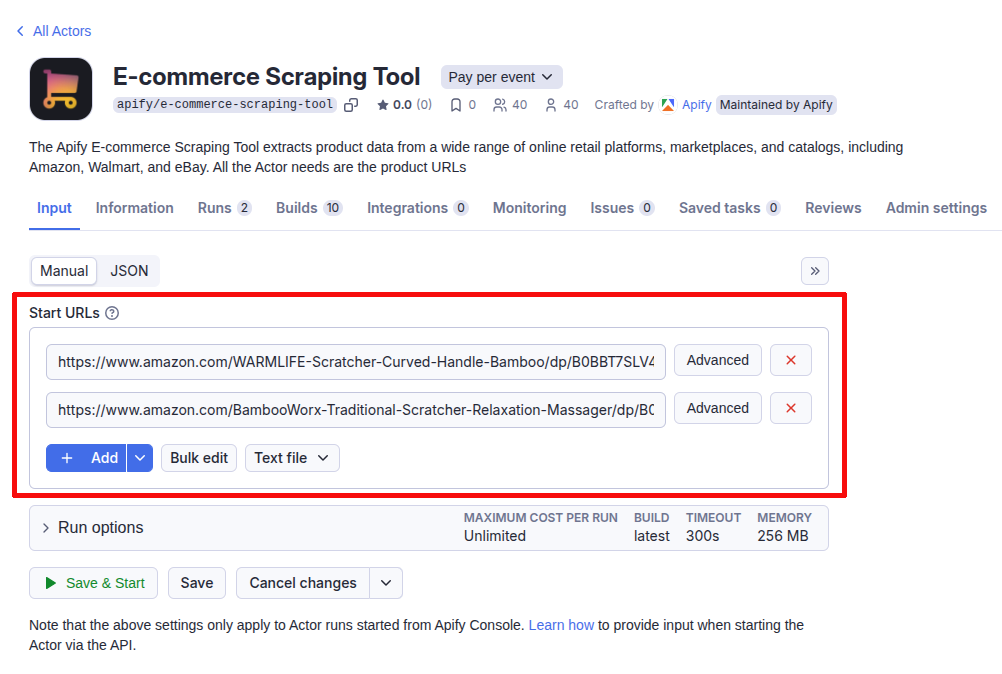 All Actors
E-commerce Scraping Tool Pay per event
apify/e-commerce-scraping-tool 0.0 (0) 0 40 40 Crafted by Apify Maintained by Apify
The Apify E-commerce Scraping Tool extracts product data from a wide range of online retail platforms, marketplaces, and catalogs, including
Amazon, Walmart, and eBay. All the Actor needs are the product URLs
Input Information Runs 2 Builds 10 Integrations 0 Monitoring Issues 0 Saved tasks 0 Reviews Admin settings
Manual JSON
Start URLs
https://www.amazon.com/WARMLIFE-Scratcher-Curved-Handle-Bamboo/dp/B0BBT7SLV4 Advanced
https://www.amazon.com/BambooWorx-Traditional-Scratcher-Relaxation-Massager/dp/B0 Advanced
+ Add Bulk edit Text file
Run options
MAXIMUM COST PER RUN BUILD TIMEOUT MEMORY
Unlimited latest 300s 256 MB
Save & Start Save Cancel changes
Note that the above settings only apply to Actor runs started from Apify Console. Learn how to provide input when starting the
Actor via the API.